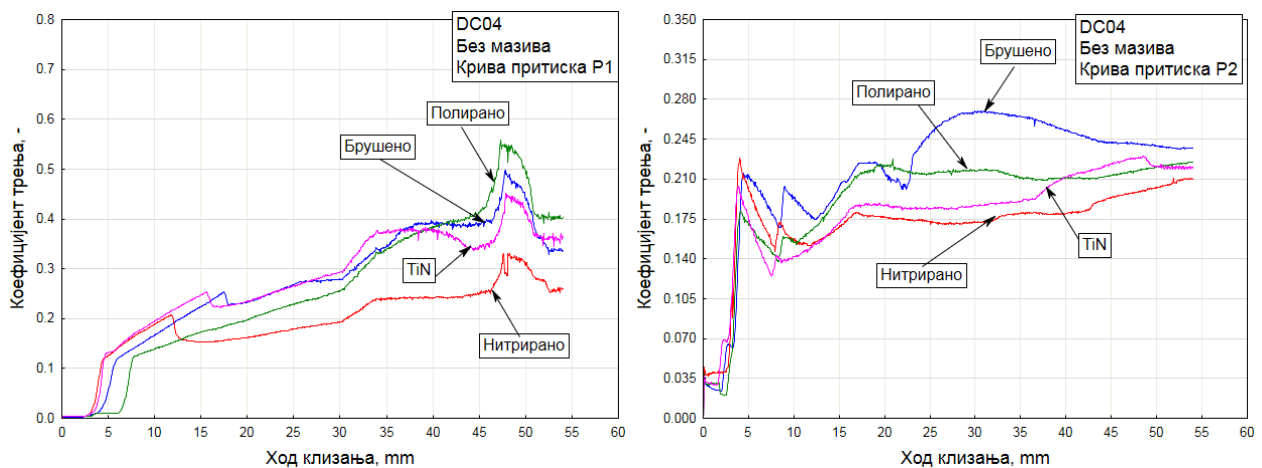 0.8
0.7
0.6
0.5
0.4
0.3
0.2
0.1
0.0
Коефицијент трења, -
DC04
Без мазива
Крива притиска P1
Полирано
Брушено
TiN
Нитрирано
0 5 10 15 20 25 30 35 40 45 50 55 60
Ход клизања, mm
0.350
0.315
0.280
0.245
0.210
0.175
0.140
0.105
0.070
0.035
0.000
Коефицијент трења, -
DC04
Без мазива
Крива притиска P2
Брушено
Полирано
TiN
Нитрирано
0 5 10 15 20 25 30 35 40 45 50 55 60
Ход клизања, mm